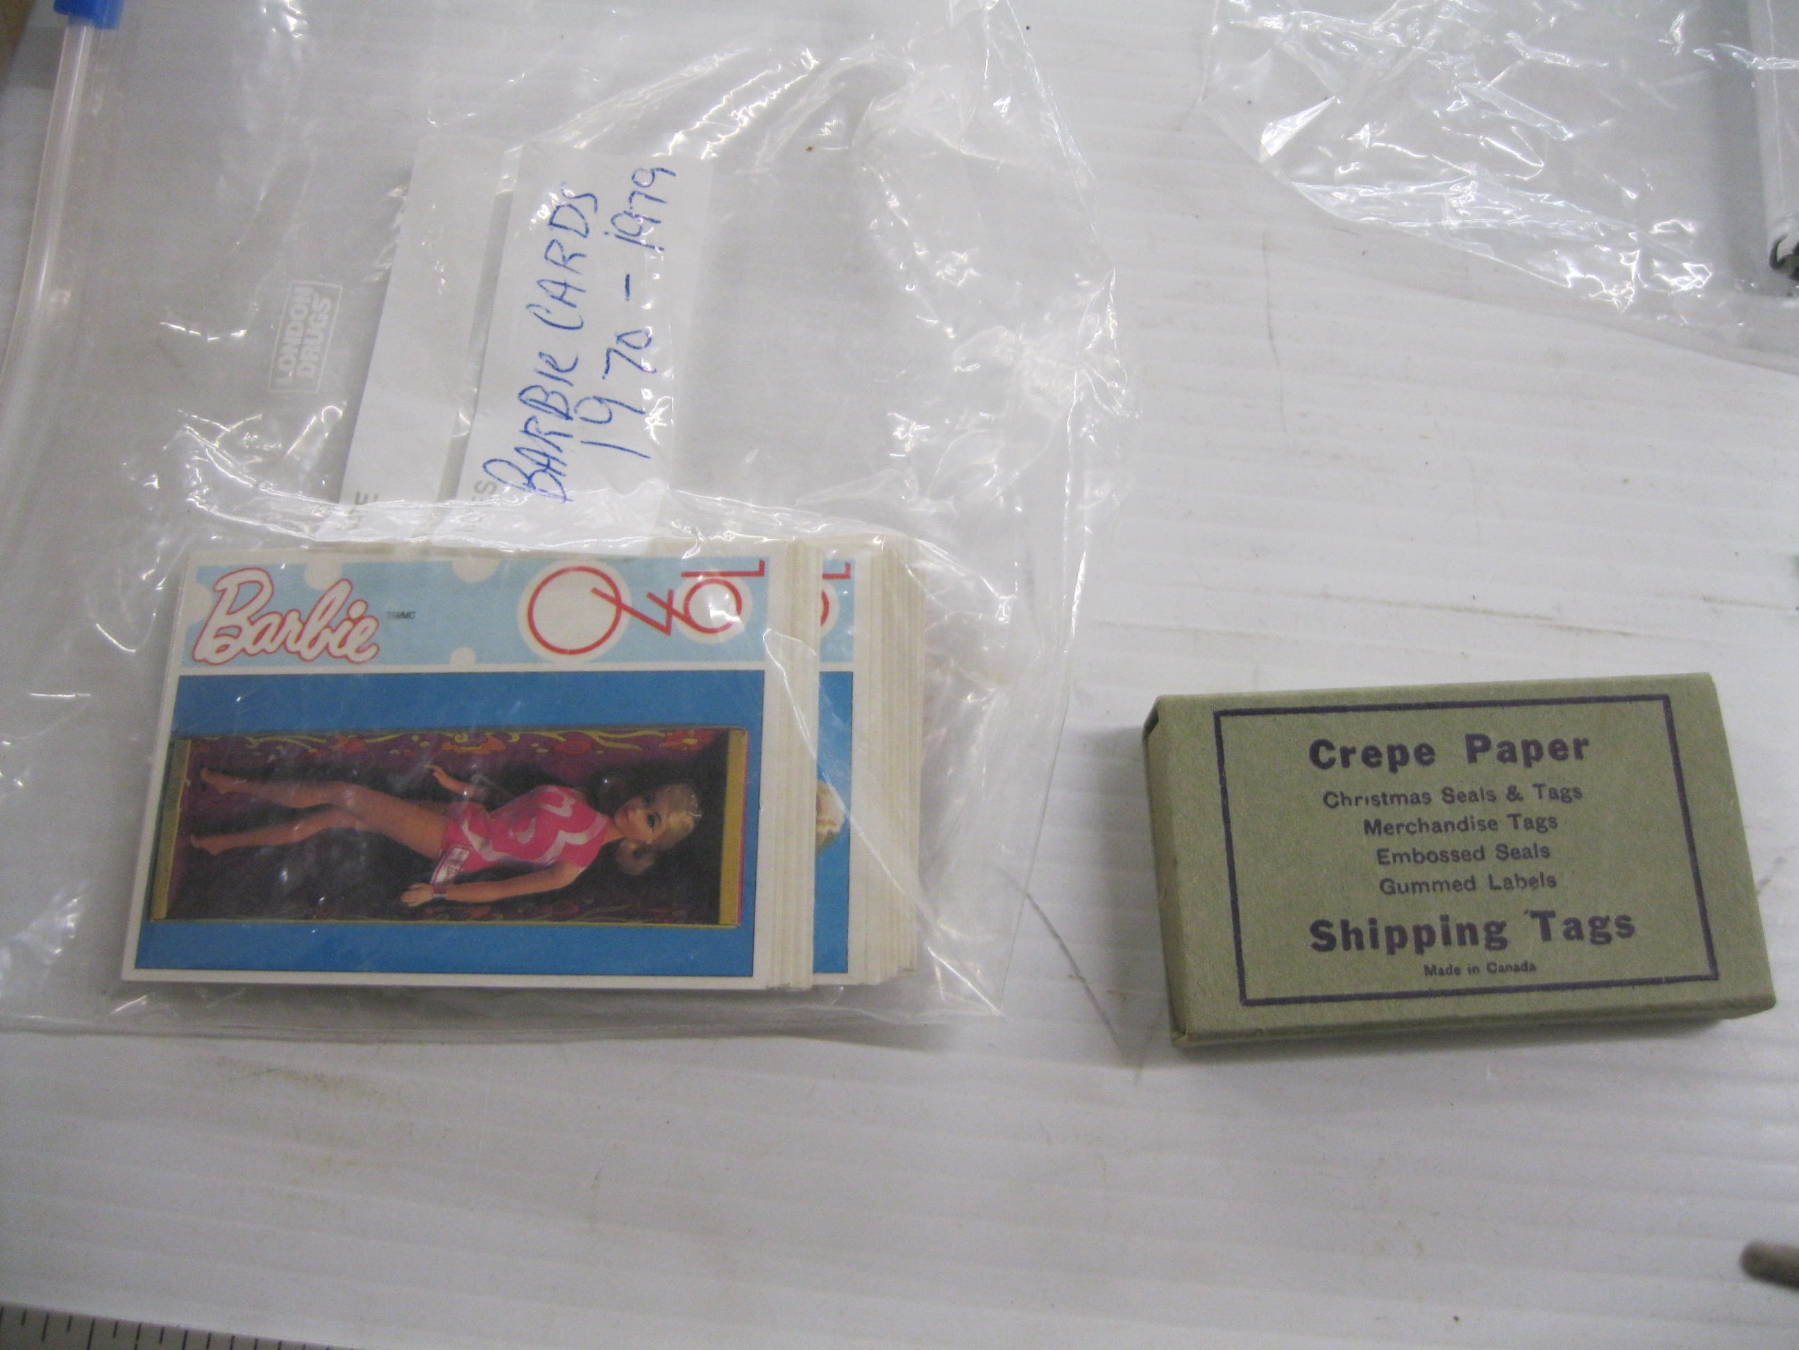 LONDON
DRUGS
BARBIE CARDS
1970 - 1979
Barbie
1970
Crepe Paper
Christmas Seals & Tags
Merchandise Tags
Embossed Seals
Gummed Labels
Shipping Tags
Made in Canada